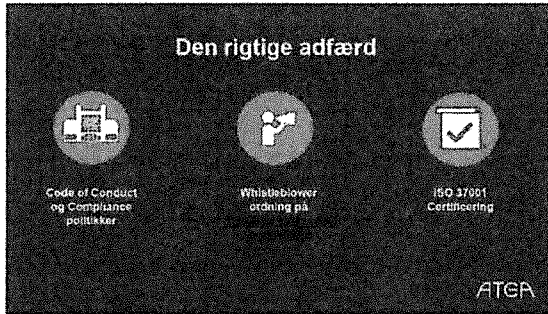 Den rigtige adfærd
Code of Conduct
og Compliance
politikker
Whistleblower
ordning på
ISO 37001
Certificering
ATEA